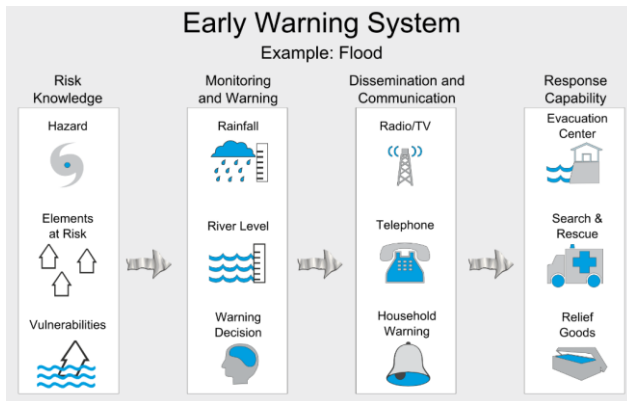 Early Warning System
Example: Flood
Risk
Knowledge
Hazard
Elements
at Risk
Vulnerabilities
Monitoring
and Warning
Rainfall
River Level
Warning
Decision
Dissemination and
Communication
Radio/TV
Telephone
Household
Warning
Response
Capability
Evacuation
Center
Search &
Rescue
Relief
Goods